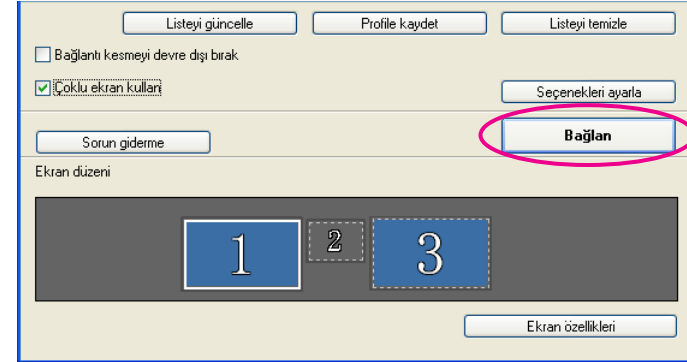 Listeyi güncelle Profile kaydet Listeyi temizle
Bağlantı kesmeyi devre dışı bırak
Çoklu ekran kullan
Seçenekleri ayarla
Bağlan
Sorun giderme
Ekran düzeni
1 2 3
Ekran özellikleri